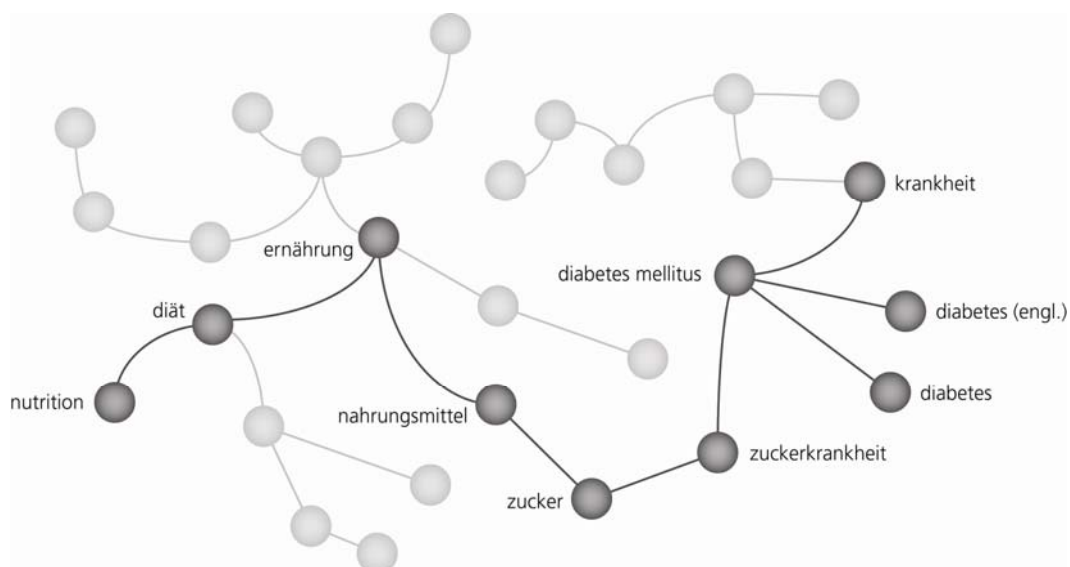 krankheit
ernährung
diabetes mellitus
diät
diabetes (engl.)
diabetes
nutrition
nahrungsmittel
zuckerkrankheit
zucker